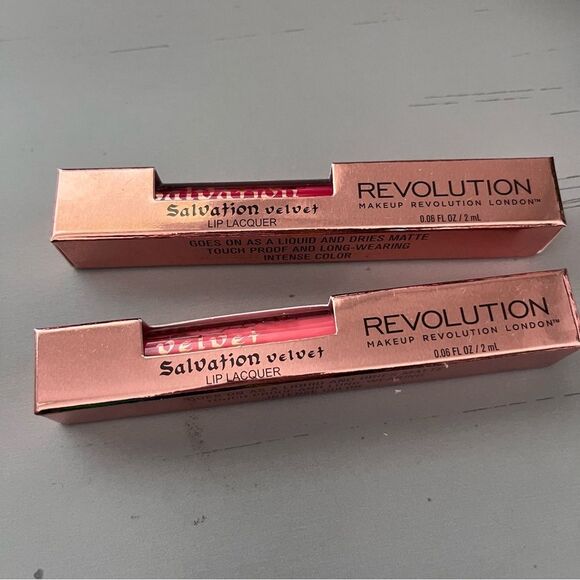 Salvation
Salvation velvet
LIP LACQUER
REVOLUTION
MAKEUP REVOLUTION LONDON™
0.06 FL OZ / 2 mL
GOES ON AS A LIQUID AND DRIES MATTE
TOUCH PROOF AND LONG-WEARING
INTENSE COLOR
velvet
Salvation velvet
LIP LACQUER
REVOLUTION
MAKEUP REVOLUTION LONDON™
0.06 FL OZ / 2 mL